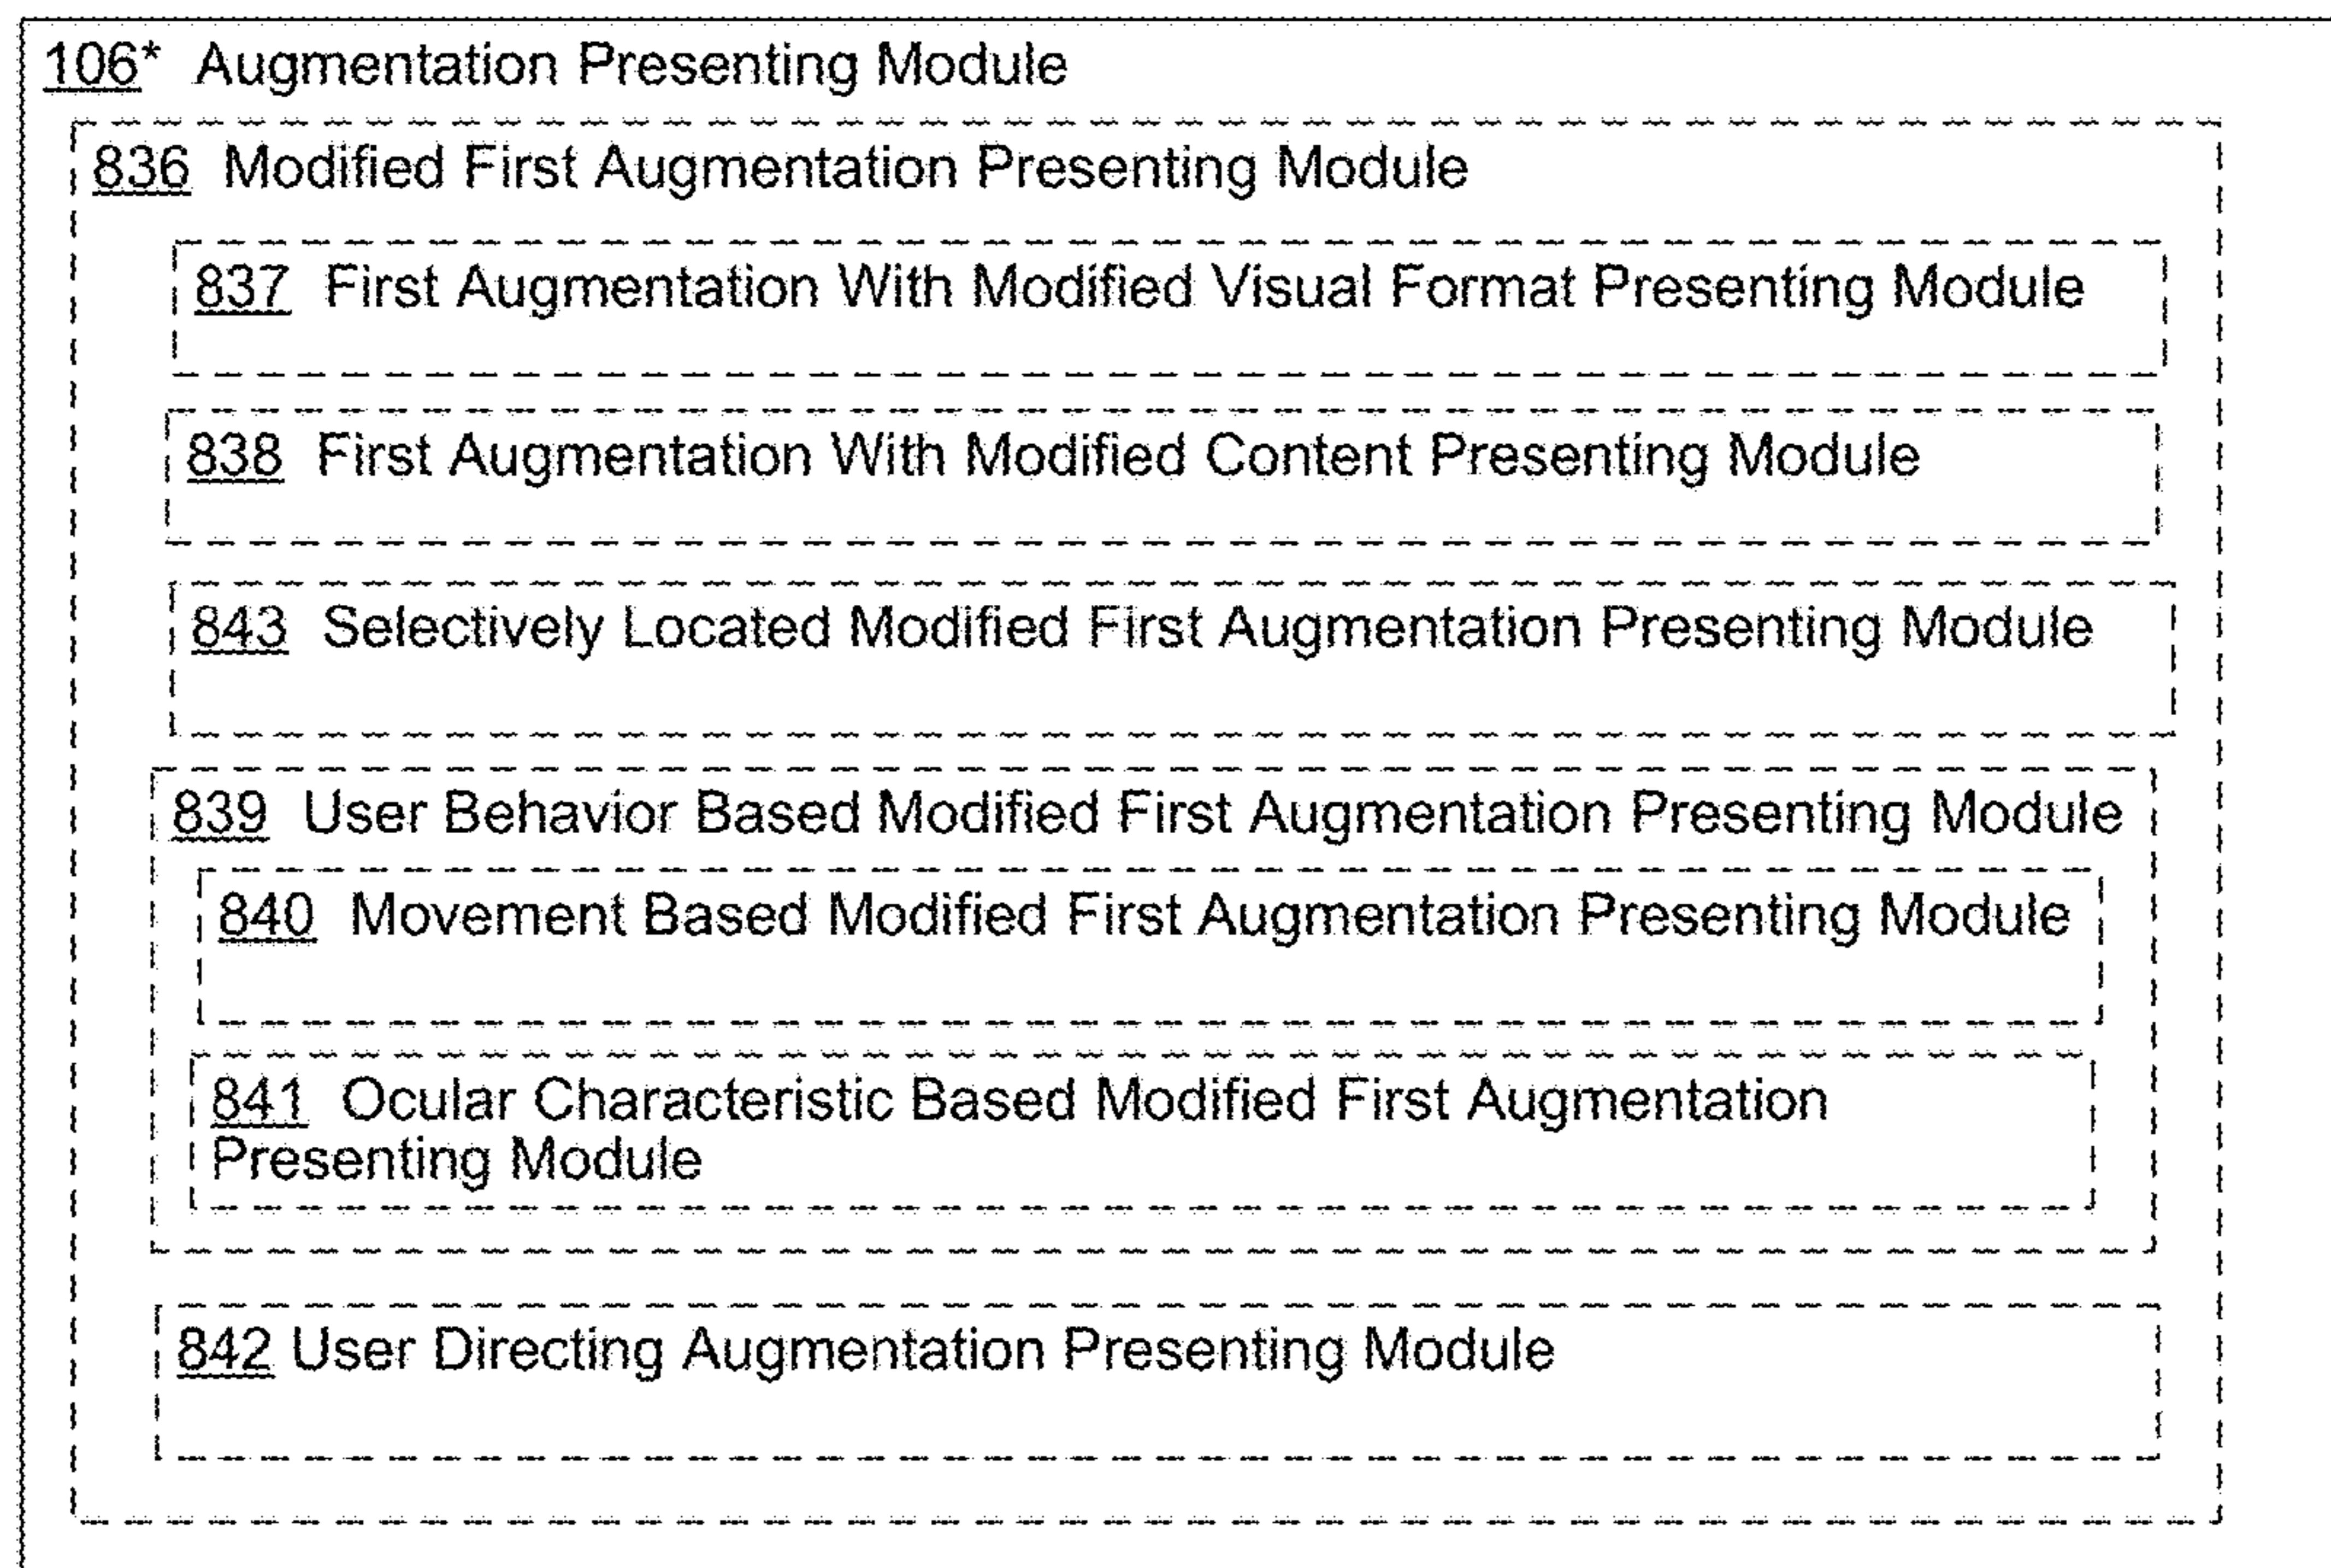 106* Augmentation Presenting Module
836 Modified First Augmentation Presenting Module
837 First Augmentation With Modified Visual Format Presenting Module
838 First Augmentation With Modified Content Presenting Module
843 Selectively Located Modified First Augmentation Presenting Module
839 User Behavior Based Modified First Augmentation Presenting Module
840 Movement Based Modified First Augmentation Presenting Module
841 Ocular Characteristic Based Modified First Augmentation
Presenting Module
842 User Directing Augmentation Presenting Module